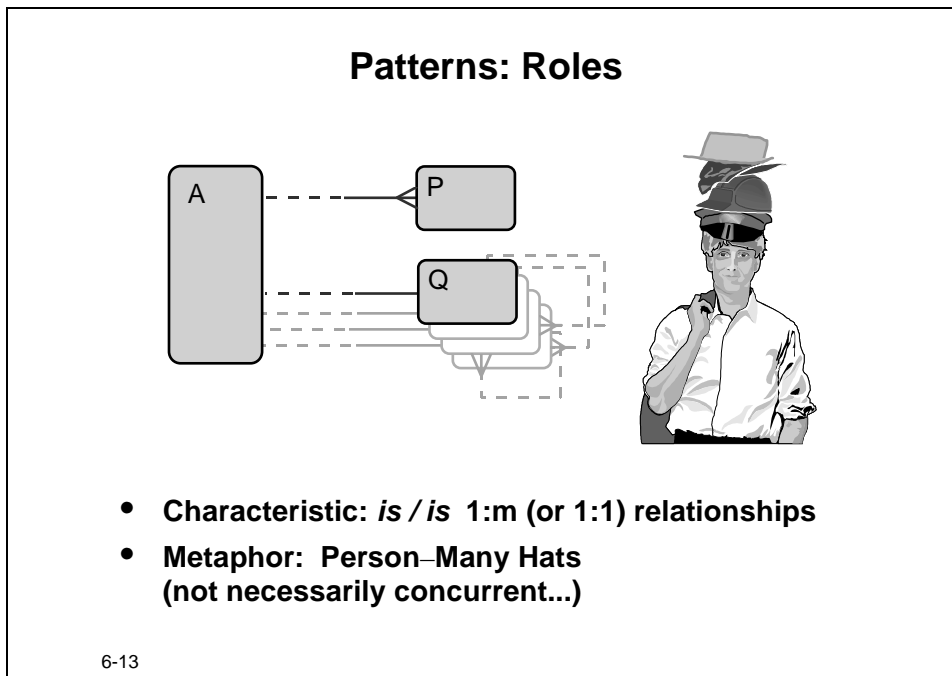 Patterns: Roles
A
P
Q
• Characteristic: is / is 1:m (or 1:1) relationships
• Metaphor: Person–Many Hats
(not necessarily concurrent...)
6-13